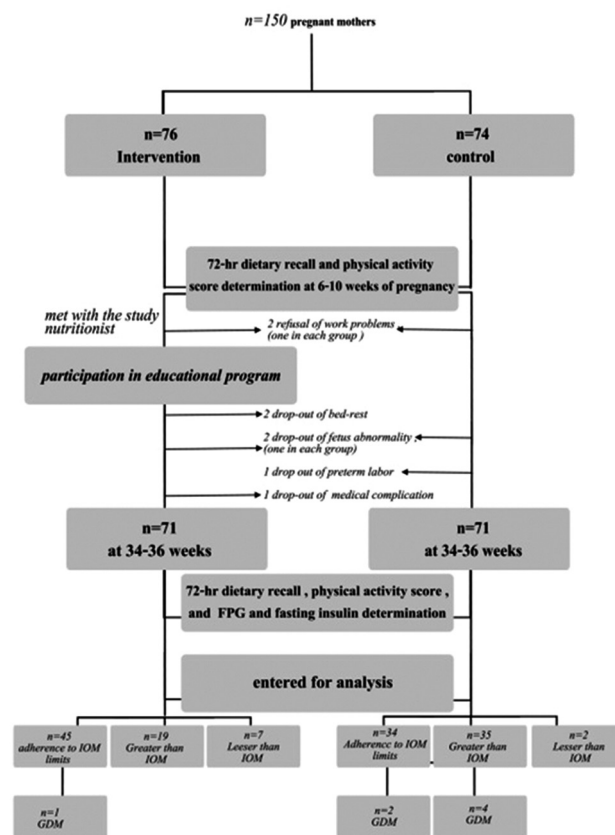 n=150 pregnant mothers
n=76
Intervention
n=74
control
72-hr dietary recall and physical activity
score determination at 6-10 weeks of pregnancy
met with the study
nutritionist
2 refusal of work problems
(one in each group )
participation in educational program
2 drop-out of bed-rest
2 drop-out of fetus abnormality
(one in each group)
1 drop out of preterm labor
1 drop-out of medical complication
n=71
at 34-36 weeks
n=71
at 34-36 weeks
72-hr dietary recall , physical activity score ,
and FPG and fasting insulin determination
entered for analysis
n=45
adherence to IOM
limits
n=19
Greater than
IOM
n=7
Leeser than
IOM
n=34
Adherecc to IOM
limits
n=35
Greater than
IOM
n=2
Lesser than
IOM
n=1
GDM
n=2
GDM
n=4
GDM